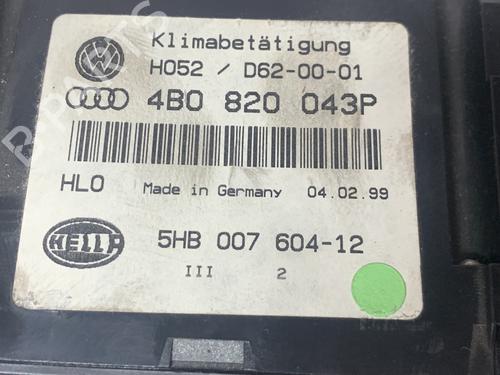 Klimabetätigung
H052 / D62-00-01
4B0 820 043P
HLO Made in Germany 04.02.99
HELLA 5HB 007 604-12
III 2